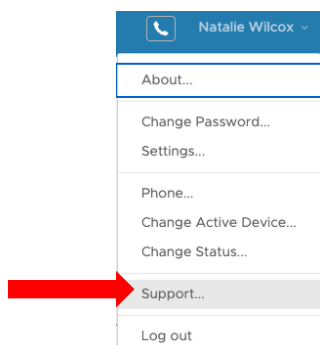 Natalie Wilcox
About...
Change Password...
Settings...
Phone...
Change Active Device...
Change Status...
Support...
Log out